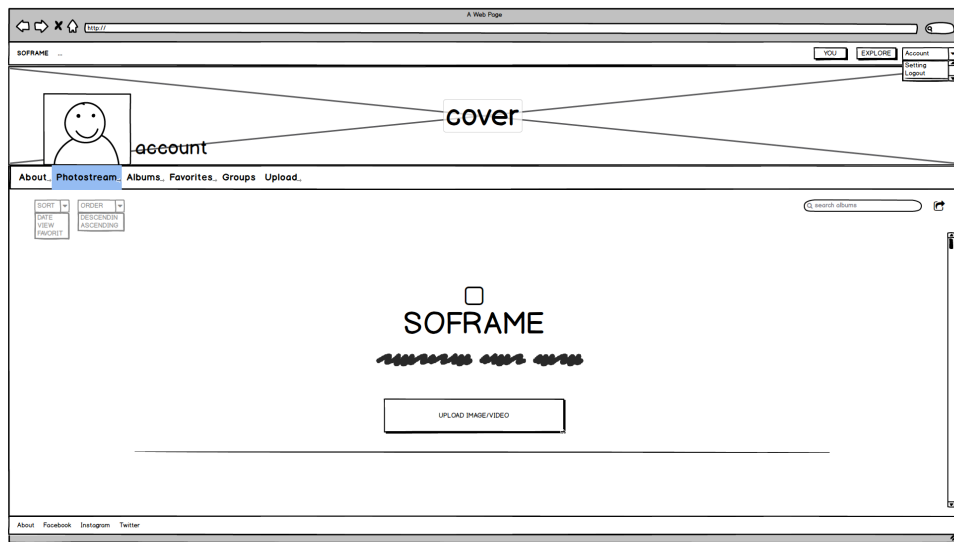 A Web Page
http://
SOFRAME ...
YOU EXPLORE Account
Setting
Logout
cover
account
About Photostream Albums Favorites Groups Upload
SORT ORDER
DATE DESCENDIN
VIEW ASCENDING
FAVORIT
search albums
SOFRAME
UPLOAD IMAGE/VIDEO
About Facebook Instagram Twitter